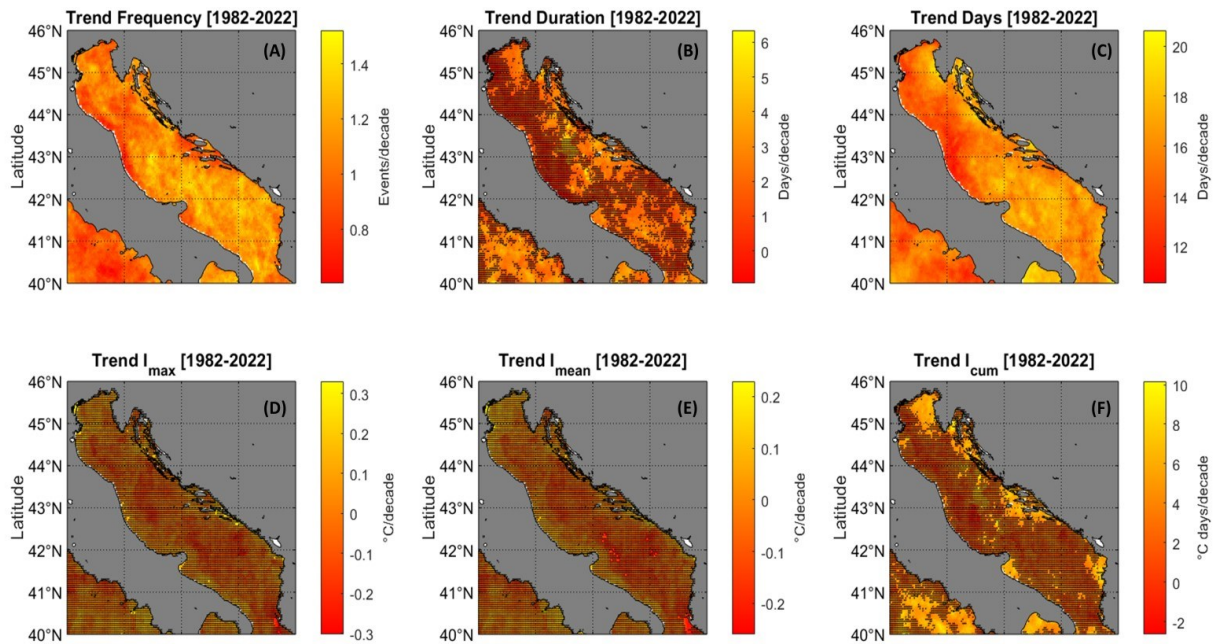 Trend Frequency [1982-2022]
(A)
46°N
45°N
44°N
43°N
42°N
41°N
40°N
Latitude
1.4
1.2
1
0.8
Events/decade
Trend Duration [1982-2022]
(B)
46°N
45°N
44°N
43°N
42°N
41°N
40°N
Latitude
6
5
4
3
2
1
0
Days/decade
Trend Days [1982-2022]
(C)
46°N
45°N
44°N
43°N
42°N
41°N
40°N
Latitude
20
18
16
14
12
Days/decade
Trend Imax [1982-2022]
(D)
46°N
45°N
44°N
43°N
42°N
41°N
40°N
Latitude
0.3
0.2
0.1
0
-0.1
-0.2
-0.3
°C/decade
Trend Imean [1982-2022]
(E)
46°N
45°N
44°N
43°N
42°N
41°N
40°N
Latitude
0.2
0.1
0
-0.1
-0.2
°C/decade
Trend Icum [1982-2022]
(F)
46°N
45°N
44°N
43°N
42°N
41°N
40°N
Latitude
10
8
6
4
2
0
-2
°C days/decade